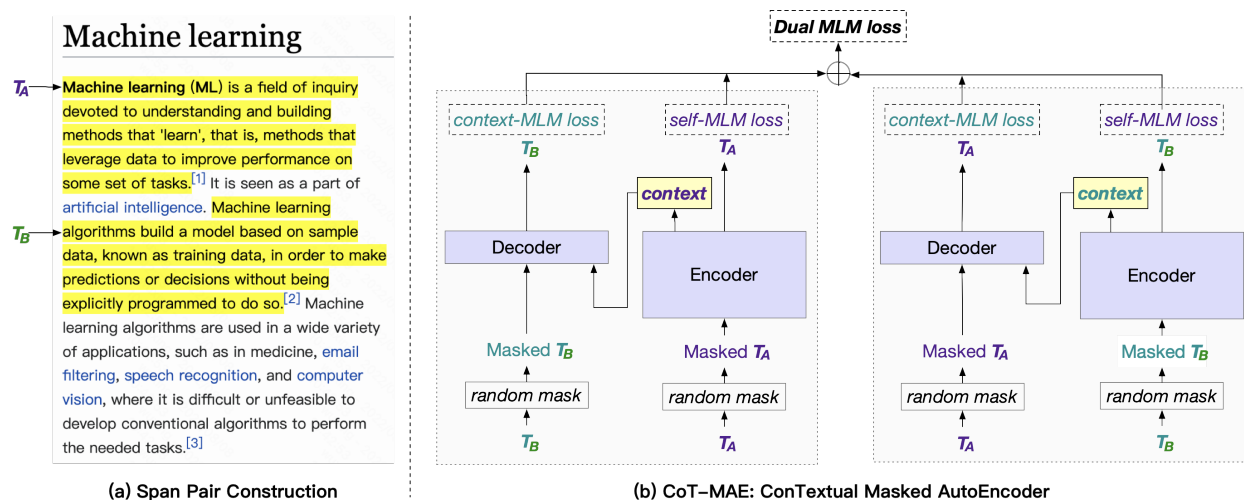 Machine learning
T_A
Machine learning (ML) is a field of inquiry
devoted to understanding and building
methods that 'learn', that is, methods that
leverage data to improve performance on
some set of tasks.[1] It is seen as a part of
artificial intelligence. Machine learning
T_B
algorithms build a model based on sample
data, known as training data, in order to make
predictions or decisions without being
explicitly programmed to do so.[2] Machine
learning algorithms are used in a wide variety
of applications, such as in medicine, email
filtering, speech recognition, and computer
vision, where it is difficult or unfeasible to
develop conventional algorithms to perform
the needed tasks.[3]
(a) Span Pair Construction
Dual MLM loss
context-MLM loss
self-MLM loss
T_B
T_A
context
Decoder
Encoder
Masked T_B
Masked T_A
random mask
random mask
T_B
T_A
context-MLM loss
self-MLM loss
T_A
T_B
context
Decoder
Encoder
Masked T_A
Masked T_B
random mask
random mask
T_A
T_B
(b) CoT-MAE: ConTextual Masked AutoEncoder